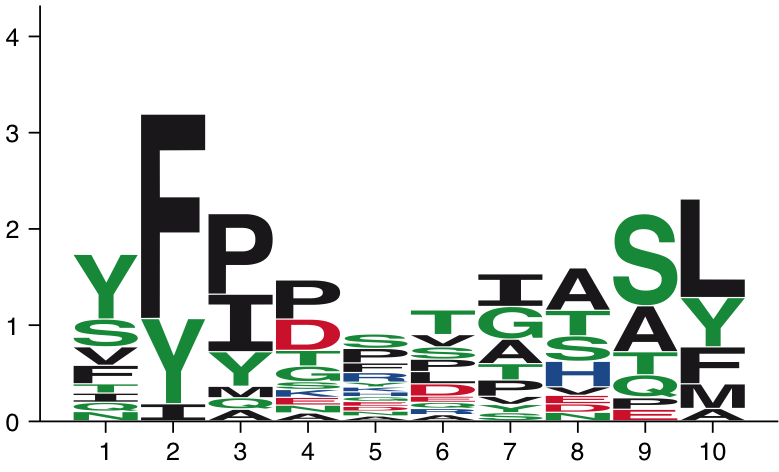 4
3
2
1
0
Y S V F T I Q N
F Y I
P I Y M Q A
P D T G S K E N A
S P R A
T V S P L D E R A
I G A T P V Y S
A T S H V E D N
S A T Q P E
L Y F M A
1 2 3 4 5 6 7 8 9 10